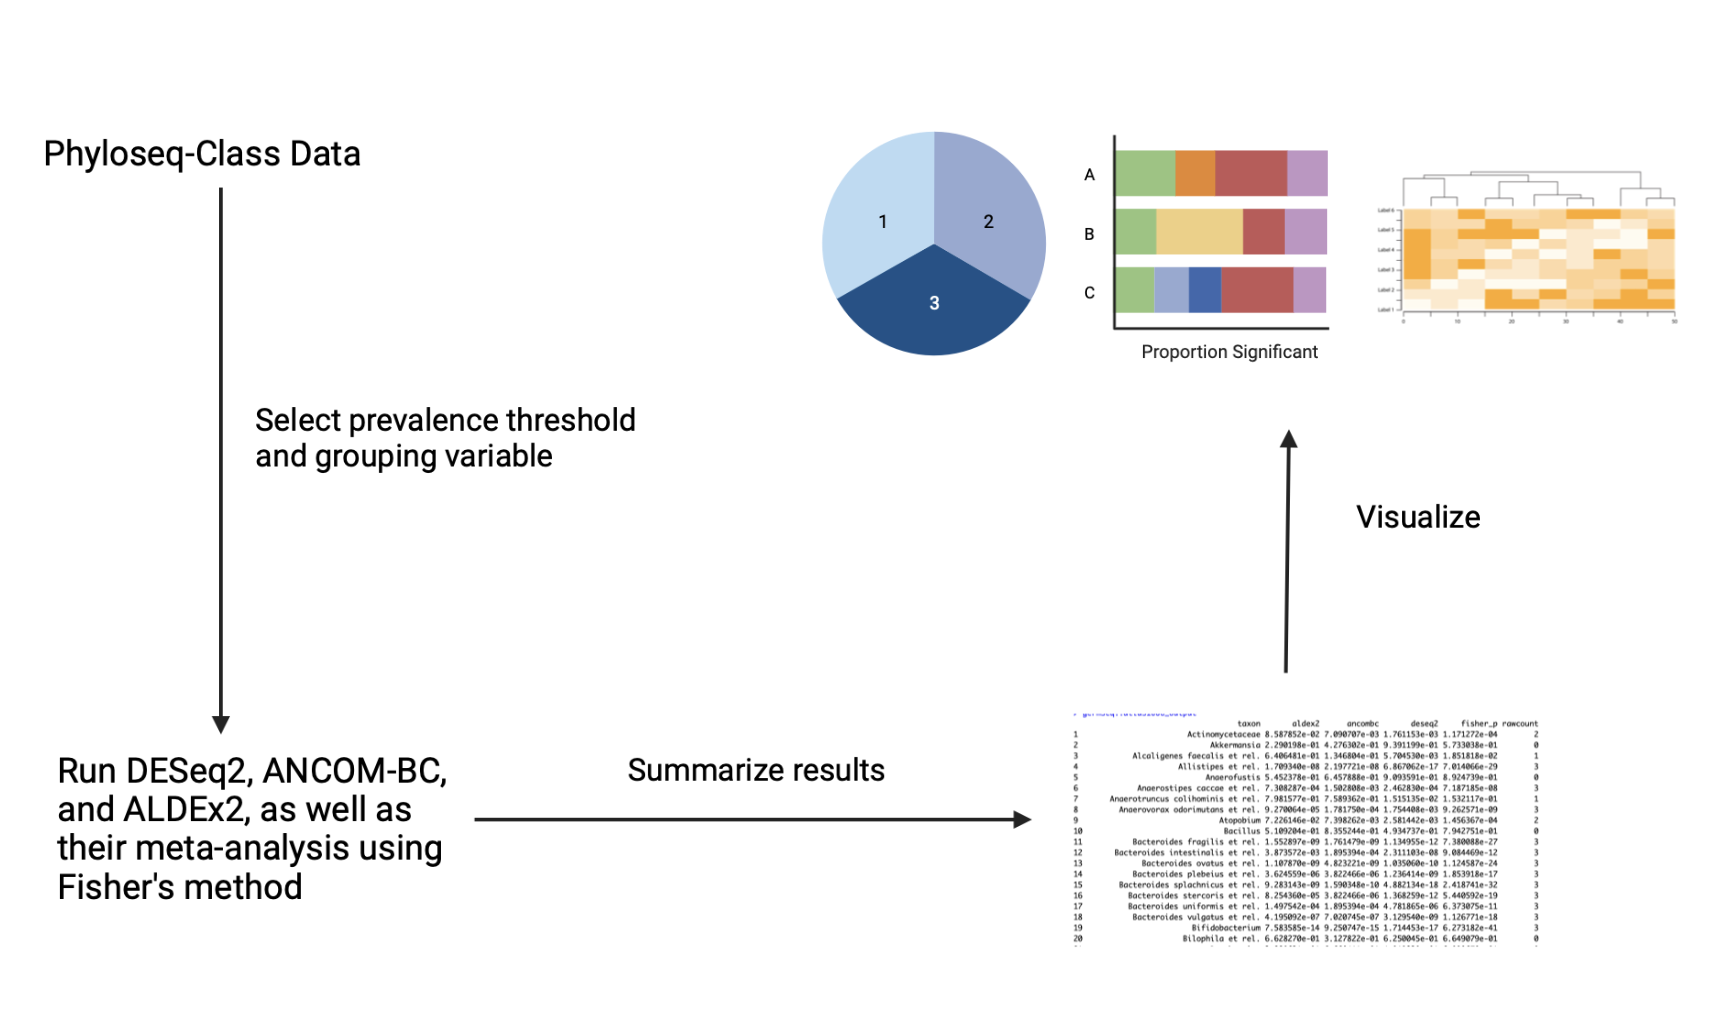 Phyloseq-Class Data
Select prevalence threshold
and grouping variable
Run DESeq2, ANCOM-BC,
and ALDEx2, as well as
their meta-analysis using
Fisher's method
Summarize results
taxon aldex2 ancombc deseq2 fisher_p rawcount
1 Actinomycetaceae 8.587852e-02 7.090707e-03 1.761153e-03 1.171272e-04 2
2 Akkermansia 2.290198e-01 4.276302e-01 9.391199e-01 5.733038e-01 0
3 Alcaligenes faecalis et rel. 6.406481e-01 1.346804e-01 5.704530e-03 1.851818e-02 1
4 Allistipes et rel. 1.709340e-08 2.197721e-08 6.867062e-17 7.014066e-29 3
5 Anaerofustis 5.452378e-01 6.457888e-01 9.093591e-01 8.924739e-01 0
6 Anaerostipes caccae et rel. 7.308287e-04 1.502808e-03 2.462830e-04 7.187185e-08 3
7 Anaerotruncus colihominis et rel. 7.981577e-01 7.589362e-01 1.515135e-02 1.532117e-01 1
8 Anaerovorax odorimutans et rel. 9.270064e-05 1.781750e-04 1.754408e-03 9.262571e-09 3
9 Atopobium 7.226146e-02 7.398262e-03 2.581442e-03 1.456367e-04 2
10 Bacillus 5.109204e-01 8.355244e-01 4.934737e-01 7.942751e-01 0
11 Bacteroides fragilis et rel. 1.552897e-09 1.761479e-09 1.134955e-12 7.380088e-27 3
12 Bacteroides intestinalis et rel. 3.873572e-03 1.895394e-04 2.311103e-08 9.084469e-12 3
13 Bacteroides ovatus et rel. 1.107870e-09 4.823221e-09 1.035060e-10 1.124587e-24 3
14 Bacteroides plebeius et rel. 3.624559e-06 3.822466e-06 1.236414e-09 1.853918e-17 3
15 Bacteroides splachnicus et rel. 9.283143e-09 1.590348e-10 4.882134e-18 2.418741e-32 3
16 Bacteroides stercoris et rel. 8.254360e-05 3.822466e-06 1.368259e-12 5.440592e-19 3
17 Bacteroides uniformis et rel. 1.497542e-04 1.895394e-04 4.781865e-06 6.373075e-11 3
18 Bacteroides vulgatus et rel. 4.195092e-07 7.020745e-07 3.129540e-09 1.126771e-18 3
19 Bifidobacterium 7.583585e-14 9.250747e-15 1.714453e-17 6.273182e-41 3
20 Bilophila et rel. 6.628270e-01 3.127822e-01 6.250045e-01 6.649079e-01 0
Visualize
1
2
3
A
B
C
Proportion Significant
Label 6
Label 5
Label 4
Label 3
Label 2
Label 1
0 10 20 30 40 50